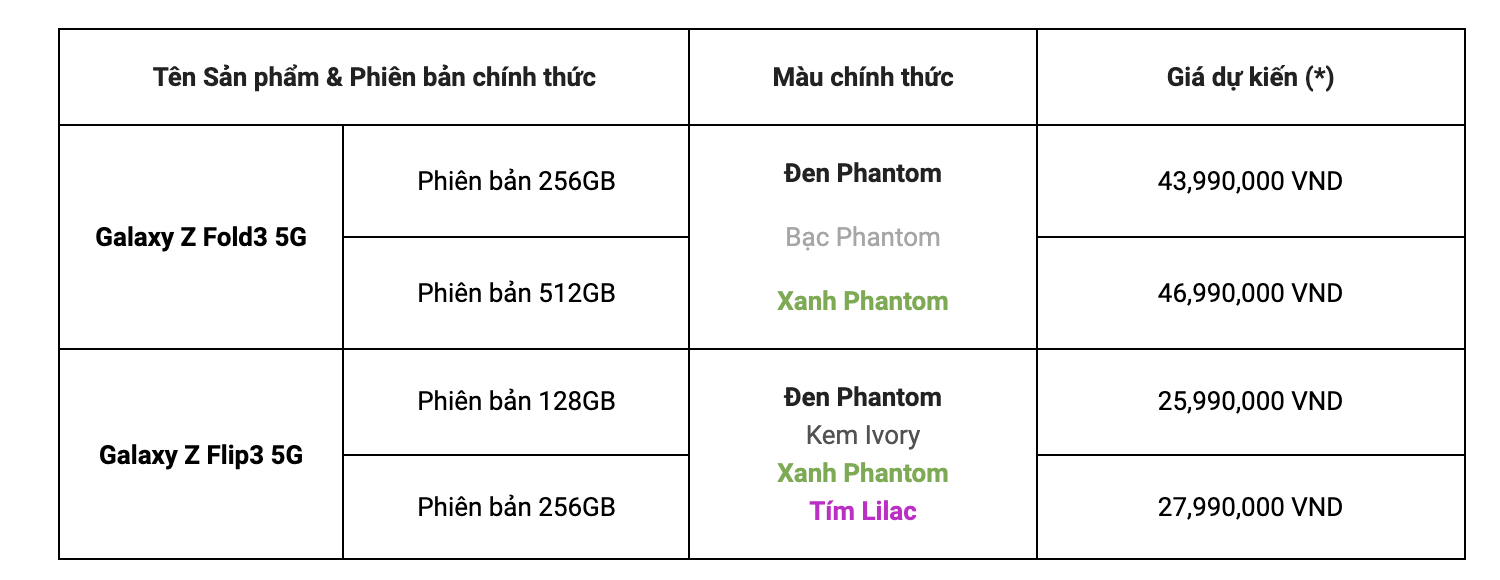 Tên Sản phẩm & Phiên bản chính thức
Màu chính thức
Giá dự kiến (*)
Galaxy Z Fold3 5G
Phiên bản 256GB
Phiên bản 512GB
Đen Phantom
Bạc Phantom
Xanh Phantom
43,990,000 VND
46,990,000 VND
Galaxy Z Flip3 5G
Phiên bản 128GB
Phiên bản 256GB
Đen Phantom
Kem Ivory
Xanh Phantom
Tím Lilac
25,990,000 VND
27,990,000 VND